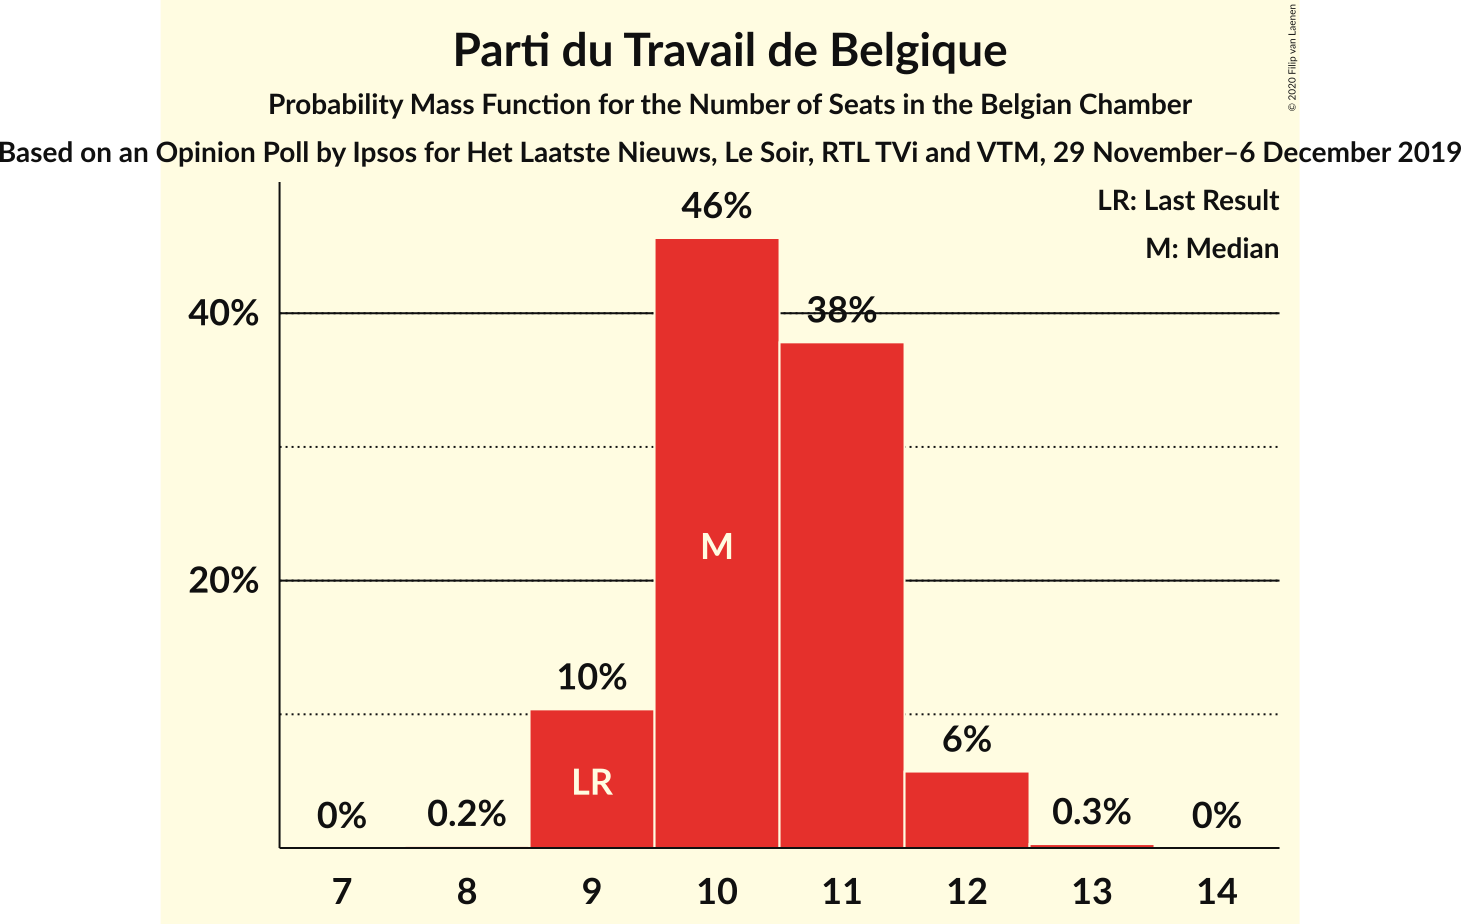 Parti du Travail de Belgique
Probability Mass Function for the Number of Seats in the Belgian Chamber
Based on an Opinion Poll by Ipsos for Het Laatste Nieuws, Le Soir, RTL TVi and VTM, 29 November–6 December 2019
© 2020 Filip van Laenen
LR: Last Result
M: Median
46%
38%
40%
M
20%
10%
6%
LR
0%
0.2%
0.3%
0%
7 8 9 10 11 12 13 14